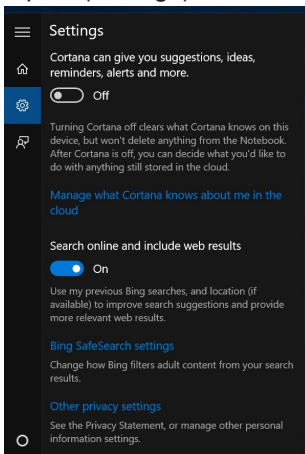 Settings
Cortana can give you suggestions, ideas,
reminders, alerts and more.
Off
Turning Cortana off clears what Cortana knows on this
device, but won't delete anything from the Notebook.
After Cortana is off, you can decide what you'd like to
do with anything still stored in the cloud.
Manage what Cortana knows about me in the
cloud
Search online and include web results
On
Use my previous Bing searches, and location (if
available) to improve search suggestions and provide
more relevant web results.
Bing SafeSearch settings
Change how Bing filters adult content from your search
results.
Other privacy settings
See the Privacy Statement, or manage other personal
information settings.